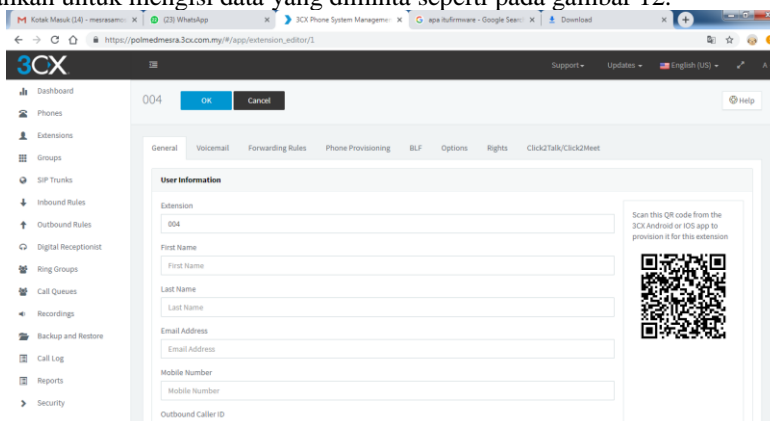 untuk mengisi data yang diminta seperti pada gambar 12.
Kotak Masuk (14) - mesrasamo
(23) WhatsApp
3CX Phone System Managemen
apa itufirmware - Google Searc
Download
https://polmedmesra.3cx.com.my/#/app/extension_editor/1
3CX
Support
Updates
English (US)
A
Dashboard
Phones
Extensions
Groups
SIP Trunks
Inbound Rules
Outbound Rules
Digital Receptionist
Ring Groups
Call Queues
Recordings
Backup and Restore
Call Log
Reports
Security
004 OK Cancel
Help
General Voicemail Forwarding Rules Phone Provisioning BLF Options Rights Click2Talk/Click2Meet
User Information
Extension
004
First Name
First Name
Last Name
Last Name
Email Address
Email Address
Mobile Number
Mobile Number
Outbound Caller ID
Scan this QR code from the
3CX Android or IOS app to
provision it for this extension